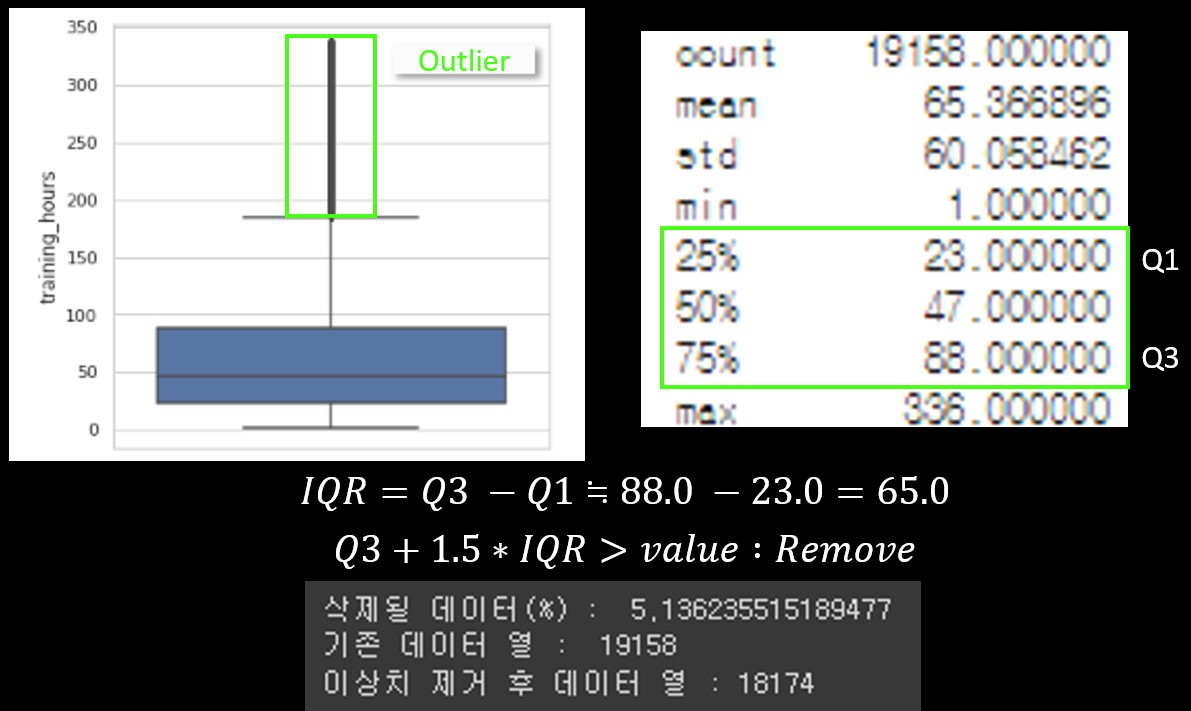 350
300
250
200
150
100
50
0
training_hours
Outlier
count 19158.000000
mean 65.366896
std 60.058462
min 1.000000
25% 23.000000
50% 47.000000
75% 88.000000
max 336.000000
Q1
Q3
IQR = Q3 − Q1 ≒ 88.0 − 23.0 = 65.0
Q3 + 1.5 ∗ IQR > value : Remove
삭제될 데이터(%) : 5.136235515189477
기존 데이터 열 : 19158
이상치 제거 후 데이터 열 : 18174